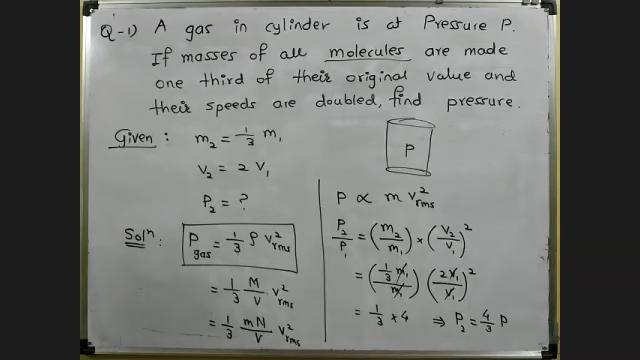 Q-1) A gas in cylinder is at Pressure P.
If masses of all molecules are made
one third of their original value and
their speeds are doubled, find pressure.
Given : m₂ = 1/3 m₁
V₂ = 2 V₁
P₂ = ?
P
Solⁿ: P gas = 1/3 ρ V²rms
= 1/3 M/V V²rms
= 1/3 mN/V V²rms
P ∝ m V²rms
P₂/P₁ = (m₂/m₁) × (V₂/V₁)²
= (1/3 m₁/m₁) (2V₁/V₁)²
= 1/3 × 4 ⇒ P₂ = 4/3 P